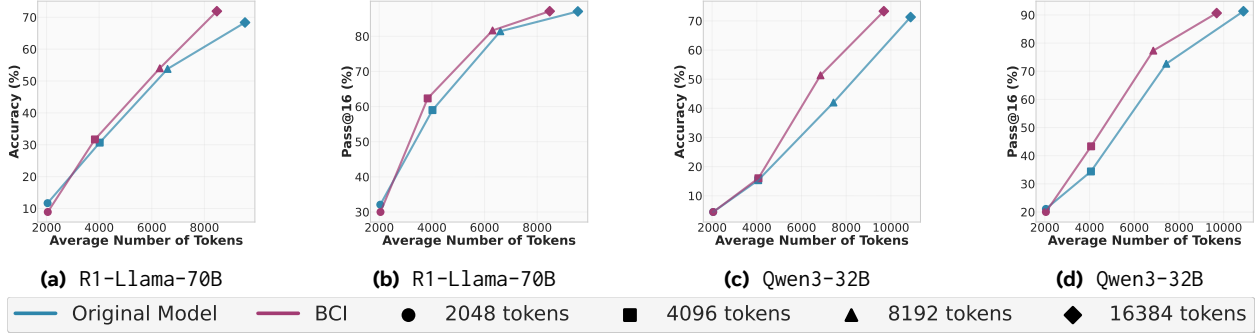 Accuracy (%)
70
60
50
40
30
20
10
2000 4000 6000 8000
Average Number of Tokens
(a) R1-Llama-70B
Pass@16 (%)
80
70
60
50
40
30
2000 4000 6000 8000
Average Number of Tokens
(b) R1-Llama-70B
Accuracy (%)
70
60
50
40
30
20
10
2000 4000 6000 8000 10000
Average Number of Tokens
(c) Qwen3-32B
Pass@16 (%)
90
80
70
60
50
40
30
20
2000 4000 6000 8000 10000
Average Number of Tokens
(d) Qwen3-32B
Original Model BCI 2048 tokens 4096 tokens 8192 tokens 16384 tokens